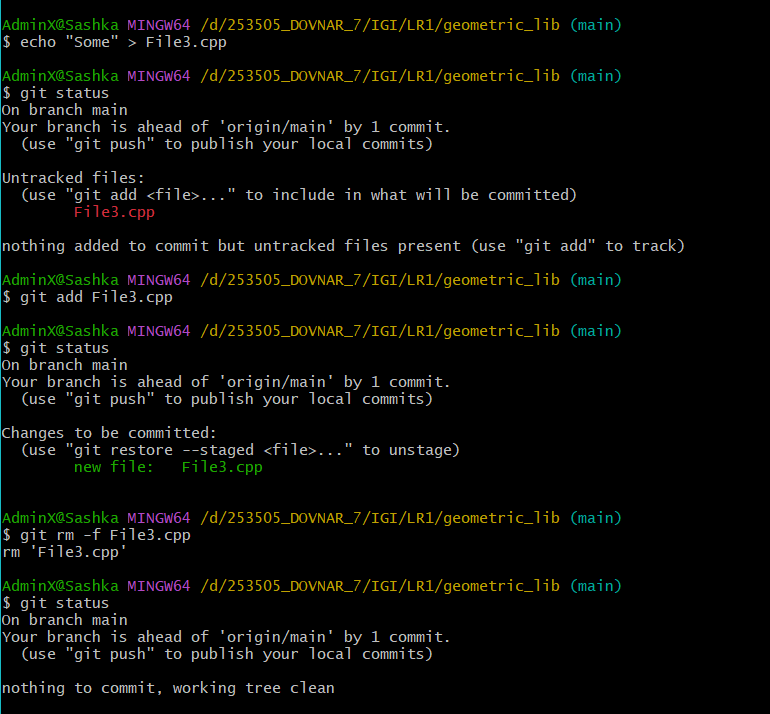 AdminX@Sashka MINGW64 /d/253505_DOVNAR_7/IGI/LR1/geometric_lib (main)
$ echo "Some" > File3.cpp
AdminX@Sashka MINGW64 /d/253505_DOVNAR_7/IGI/LR1/geometric_lib (main)
$ git status
On branch main
Your branch is ahead of 'origin/main' by 1 commit.
  (use "git push" to publish your local commits)
Untracked files:
  (use "git add <file>..." to include in what will be committed)
        File3.cpp
nothing added to commit but untracked files present (use "git add" to track)
AdminX@Sashka MINGW64 /d/253505_DOVNAR_7/IGI/LR1/geometric_lib (main)
$ git add File3.cpp
AdminX@Sashka MINGW64 /d/253505_DOVNAR_7/IGI/LR1/geometric_lib (main)
$ git status
On branch main
Your branch is ahead of 'origin/main' by 1 commit.
  (use "git push" to publish your local commits)
Changes to be committed:
  (use "git restore --staged <file>..." to unstage)
        new file:   File3.cpp
AdminX@Sashka MINGW64 /d/253505_DOVNAR_7/IGI/LR1/geometric_lib (main)
$ git rm -f File3.cpp
rm 'File3.cpp'
AdminX@Sashka MINGW64 /d/253505_DOVNAR_7/IGI/LR1/geometric_lib (main)
$ git status
On branch main
Your branch is ahead of 'origin/main' by 1 commit.
  (use "git push" to publish your local commits)
nothing to commit, working tree clean